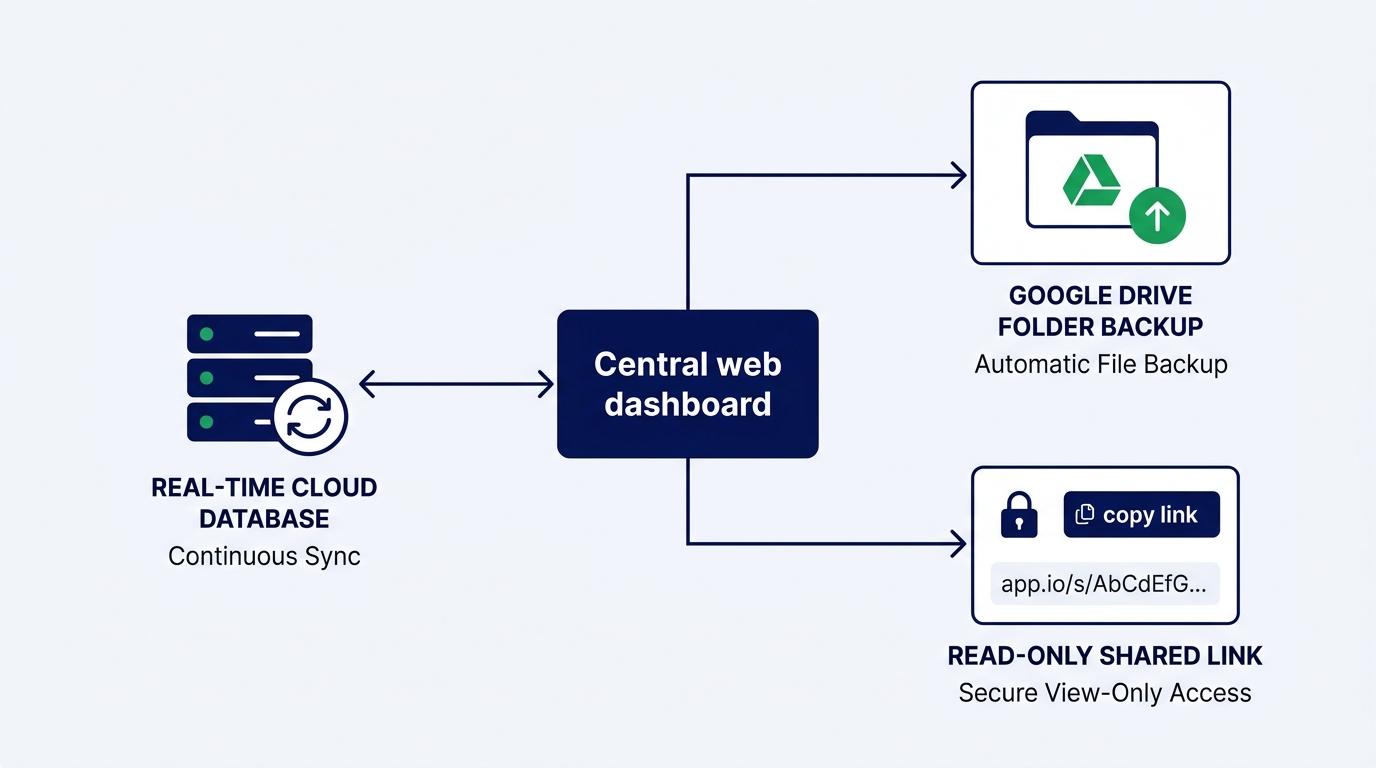 REAL-TIME CLOUD
DATABASE
Continuous Sync
Central web
dashboard
GOOGLE DRIVE
FOLDER BACKUP
Automatic File Backup
copy link
app.io/s/AbCdEfG...
READ-ONLY SHARED LINK
Secure View-Only Access